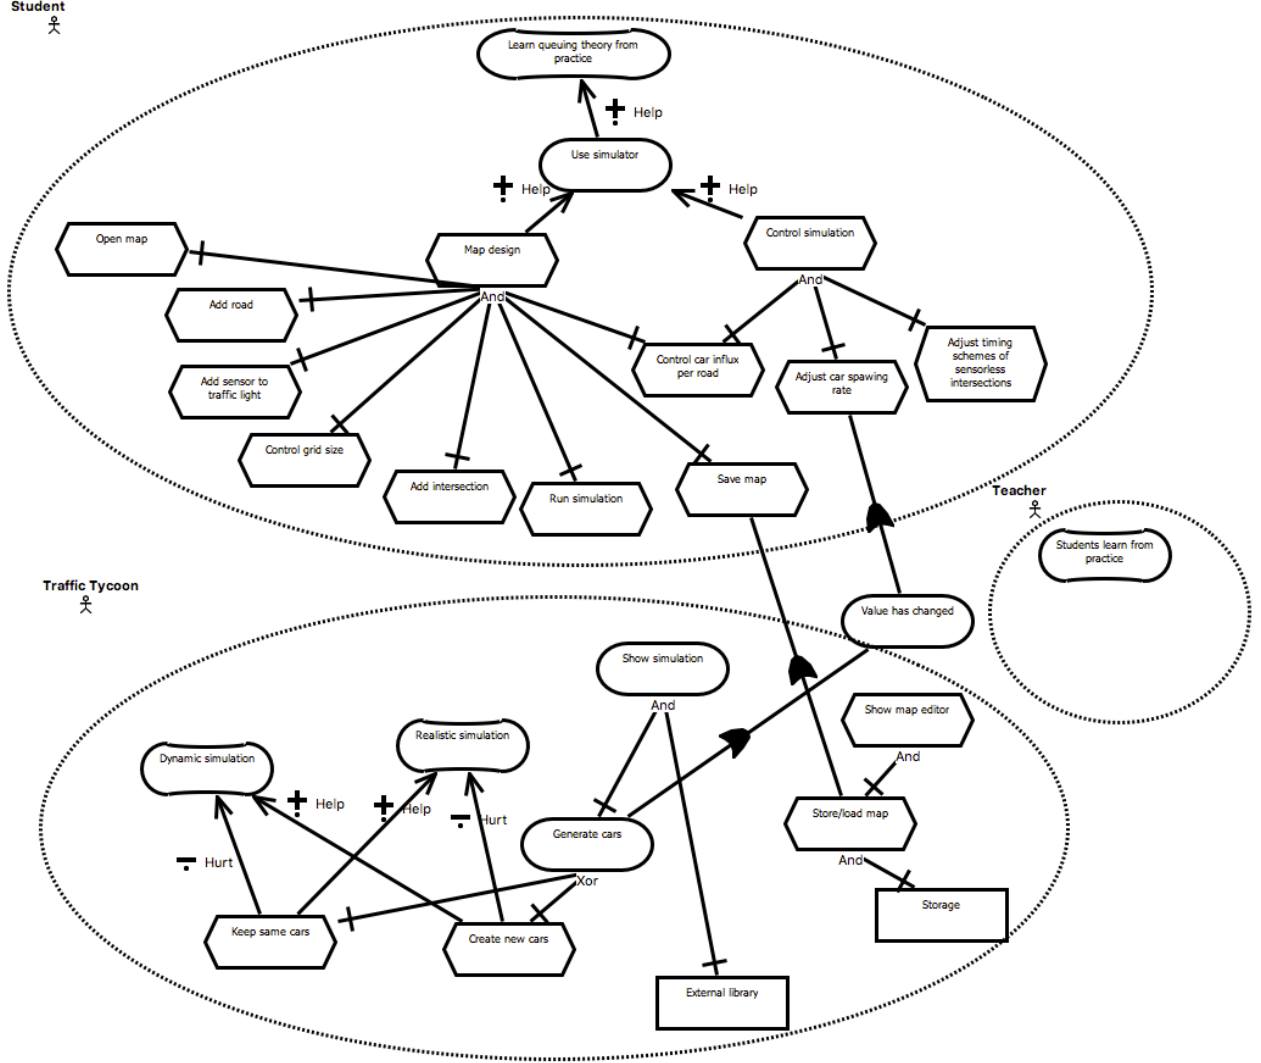 Student
Learn queuing theory from
practice
Help
Use simulator
Help
Help
Open map
Map design
Control simulation
And
And
Add road
Control car influx
per road
Adjust timing
schemes of
sensorless
intersections
Add sensor to
traffic light
Adjust car spawing
rate
Control grid size
Add intersection
Run simulation
Save map
Teacher
Students learn from
practice
Traffic Tycoon
Value has changed
Show simulation
And
Show map editor
And
Dynamic simulation
Realistic simulation
Help
Help
Hurt
Hurt
Generate cars
Xor
Store/load map
And
Keep same cars
Create new cars
Storage
External library